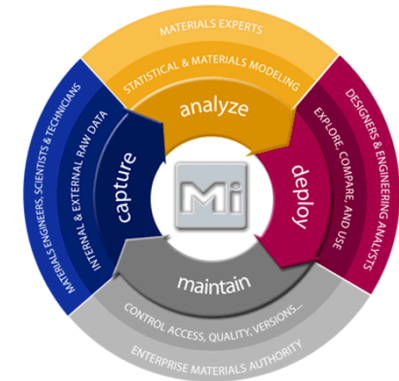 MATERIALS EXPERTS
STATISTICAL & MATERIALS MODELING
analyze
DESIGNERS & ENGINEERING ANALYSTS
EXPLORE, COMPARE, AND USE
deploy
MATERIALS ENGINEERS, SCIENTISTS & TECHNICIANS
INTERNAL & EXTERNAL RAW DATA
capture
Mi
maintain
CONTROL ACCESS, QUALITY, VERSIONS...
ENTERPRISE MATERIALS AUTHORITY